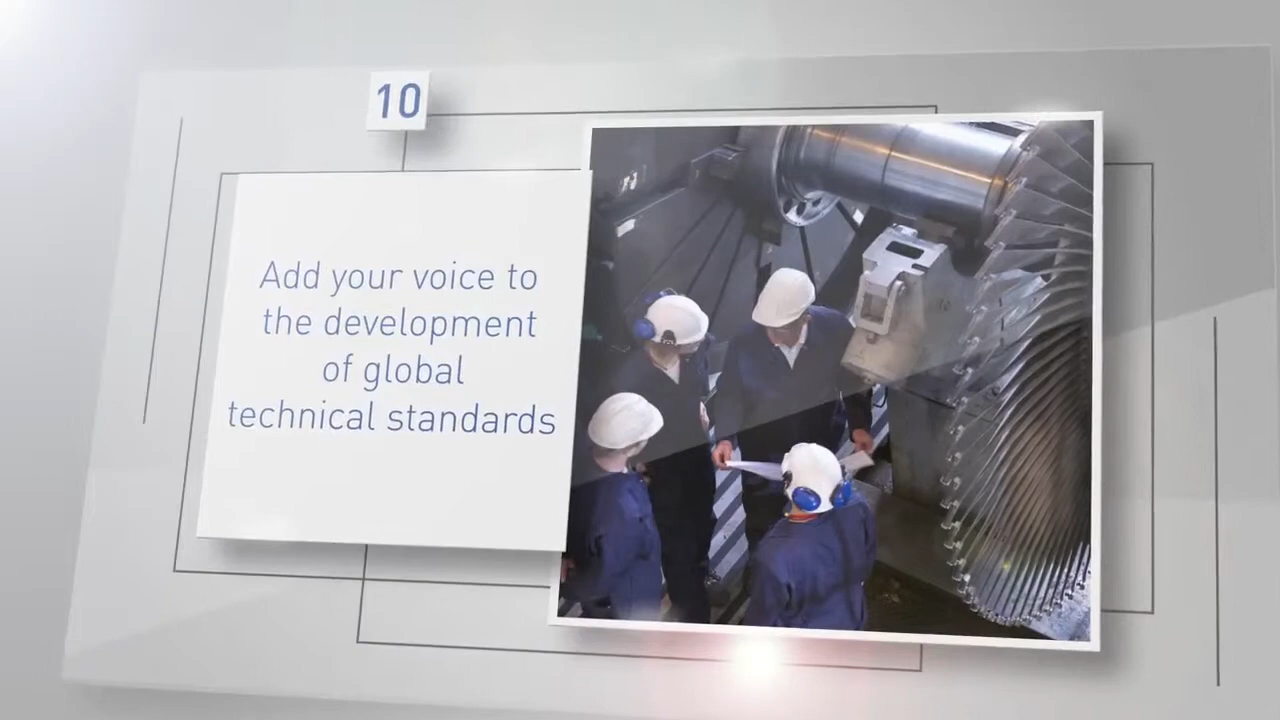 10
Add your voice to
the development
of global
technical standards